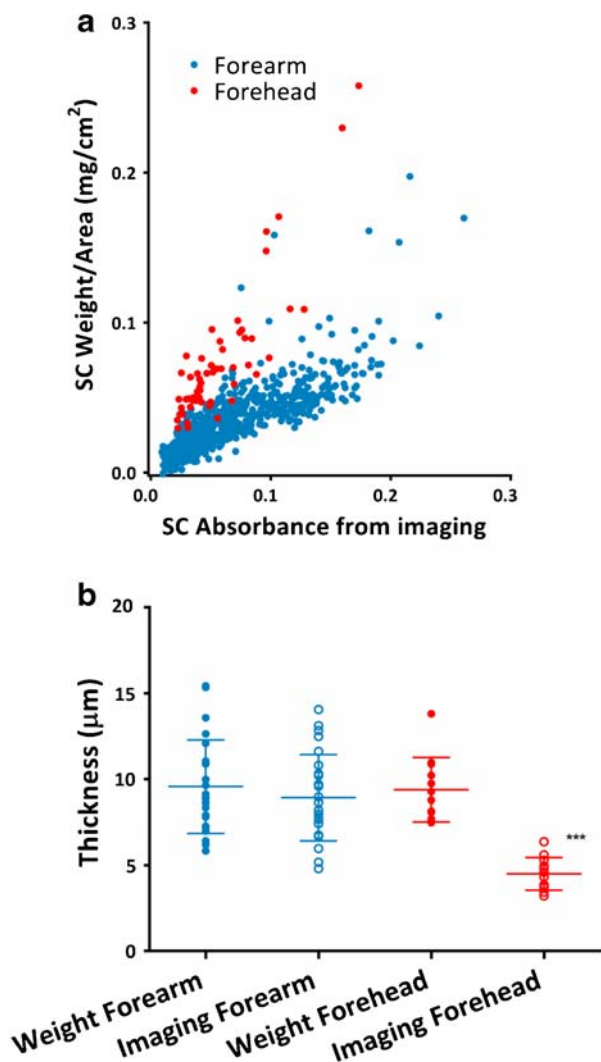 a
0.3
Forearm
Forehead
0.2
0.1
0.0
SC Weight/Area (mg/cm²)
0.0 0.1 0.2 0.3
SC Absorbance from imaging
b
20
15
10
5
0
Thickness (μm)
***
Weight Forearm
Imaging Forearm
Weight Forehead
Imaging Forehead